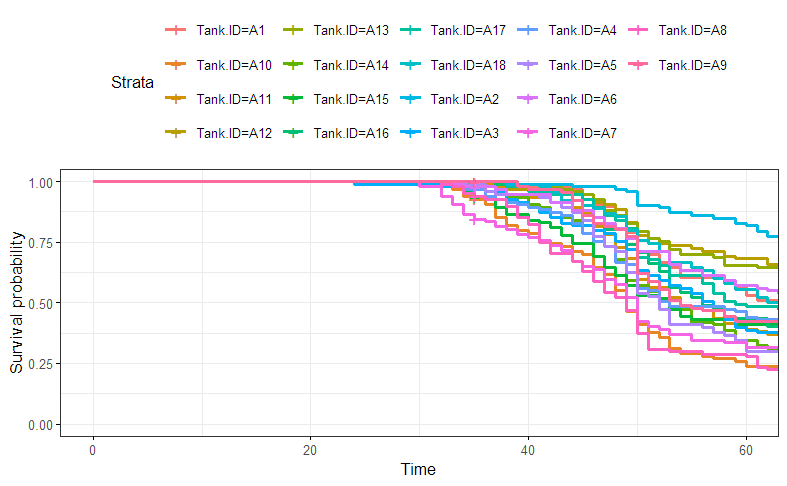 Tank.ID=A1 Tank.ID=A13 Tank.ID=A17 Tank.ID=A4 Tank.ID=A8
Tank.ID=A10 Tank.ID=A14 Tank.ID=A18 Tank.ID=A5 Tank.ID=A9
Strata
Tank.ID=A11 Tank.ID=A15 Tank.ID=A2 Tank.ID=A6
Tank.ID=A12 Tank.ID=A16 Tank.ID=A3 Tank.ID=A7
1.00
0.75
0.50
0.25
0.00
Survival probability
0 20 40 60
Time